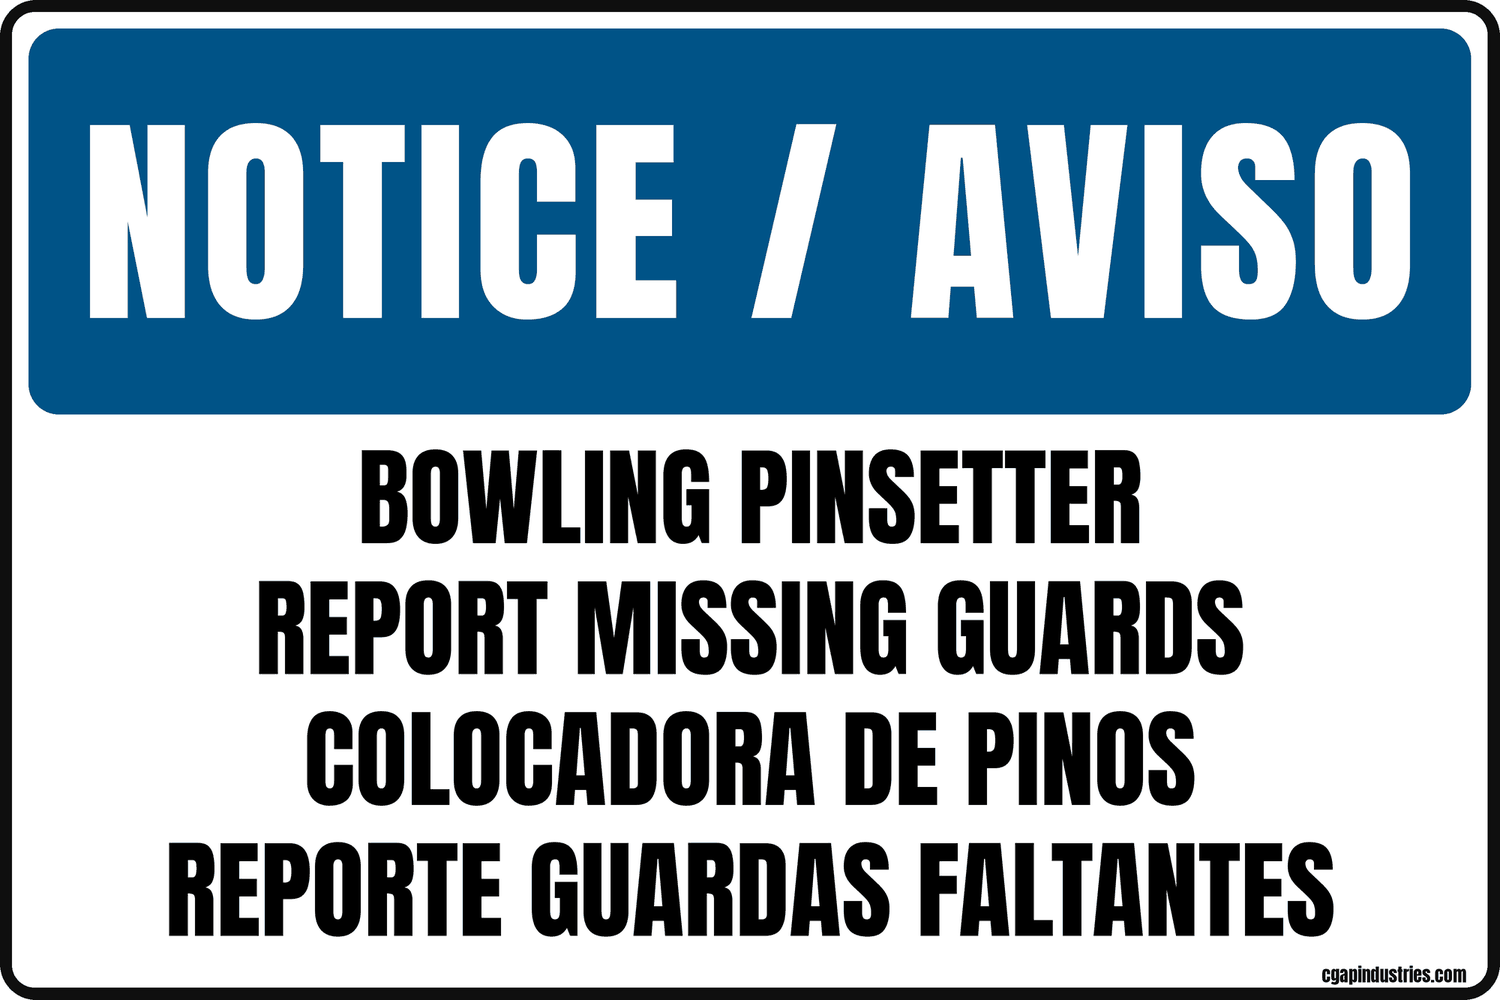 NOTICE / AVISO
BOWLING PINSETTER
REPORT MISSING GUARDS
COLOCADORA DE PINOS
REPORTE GUARDAS FALTANTES
cgapindustries.com